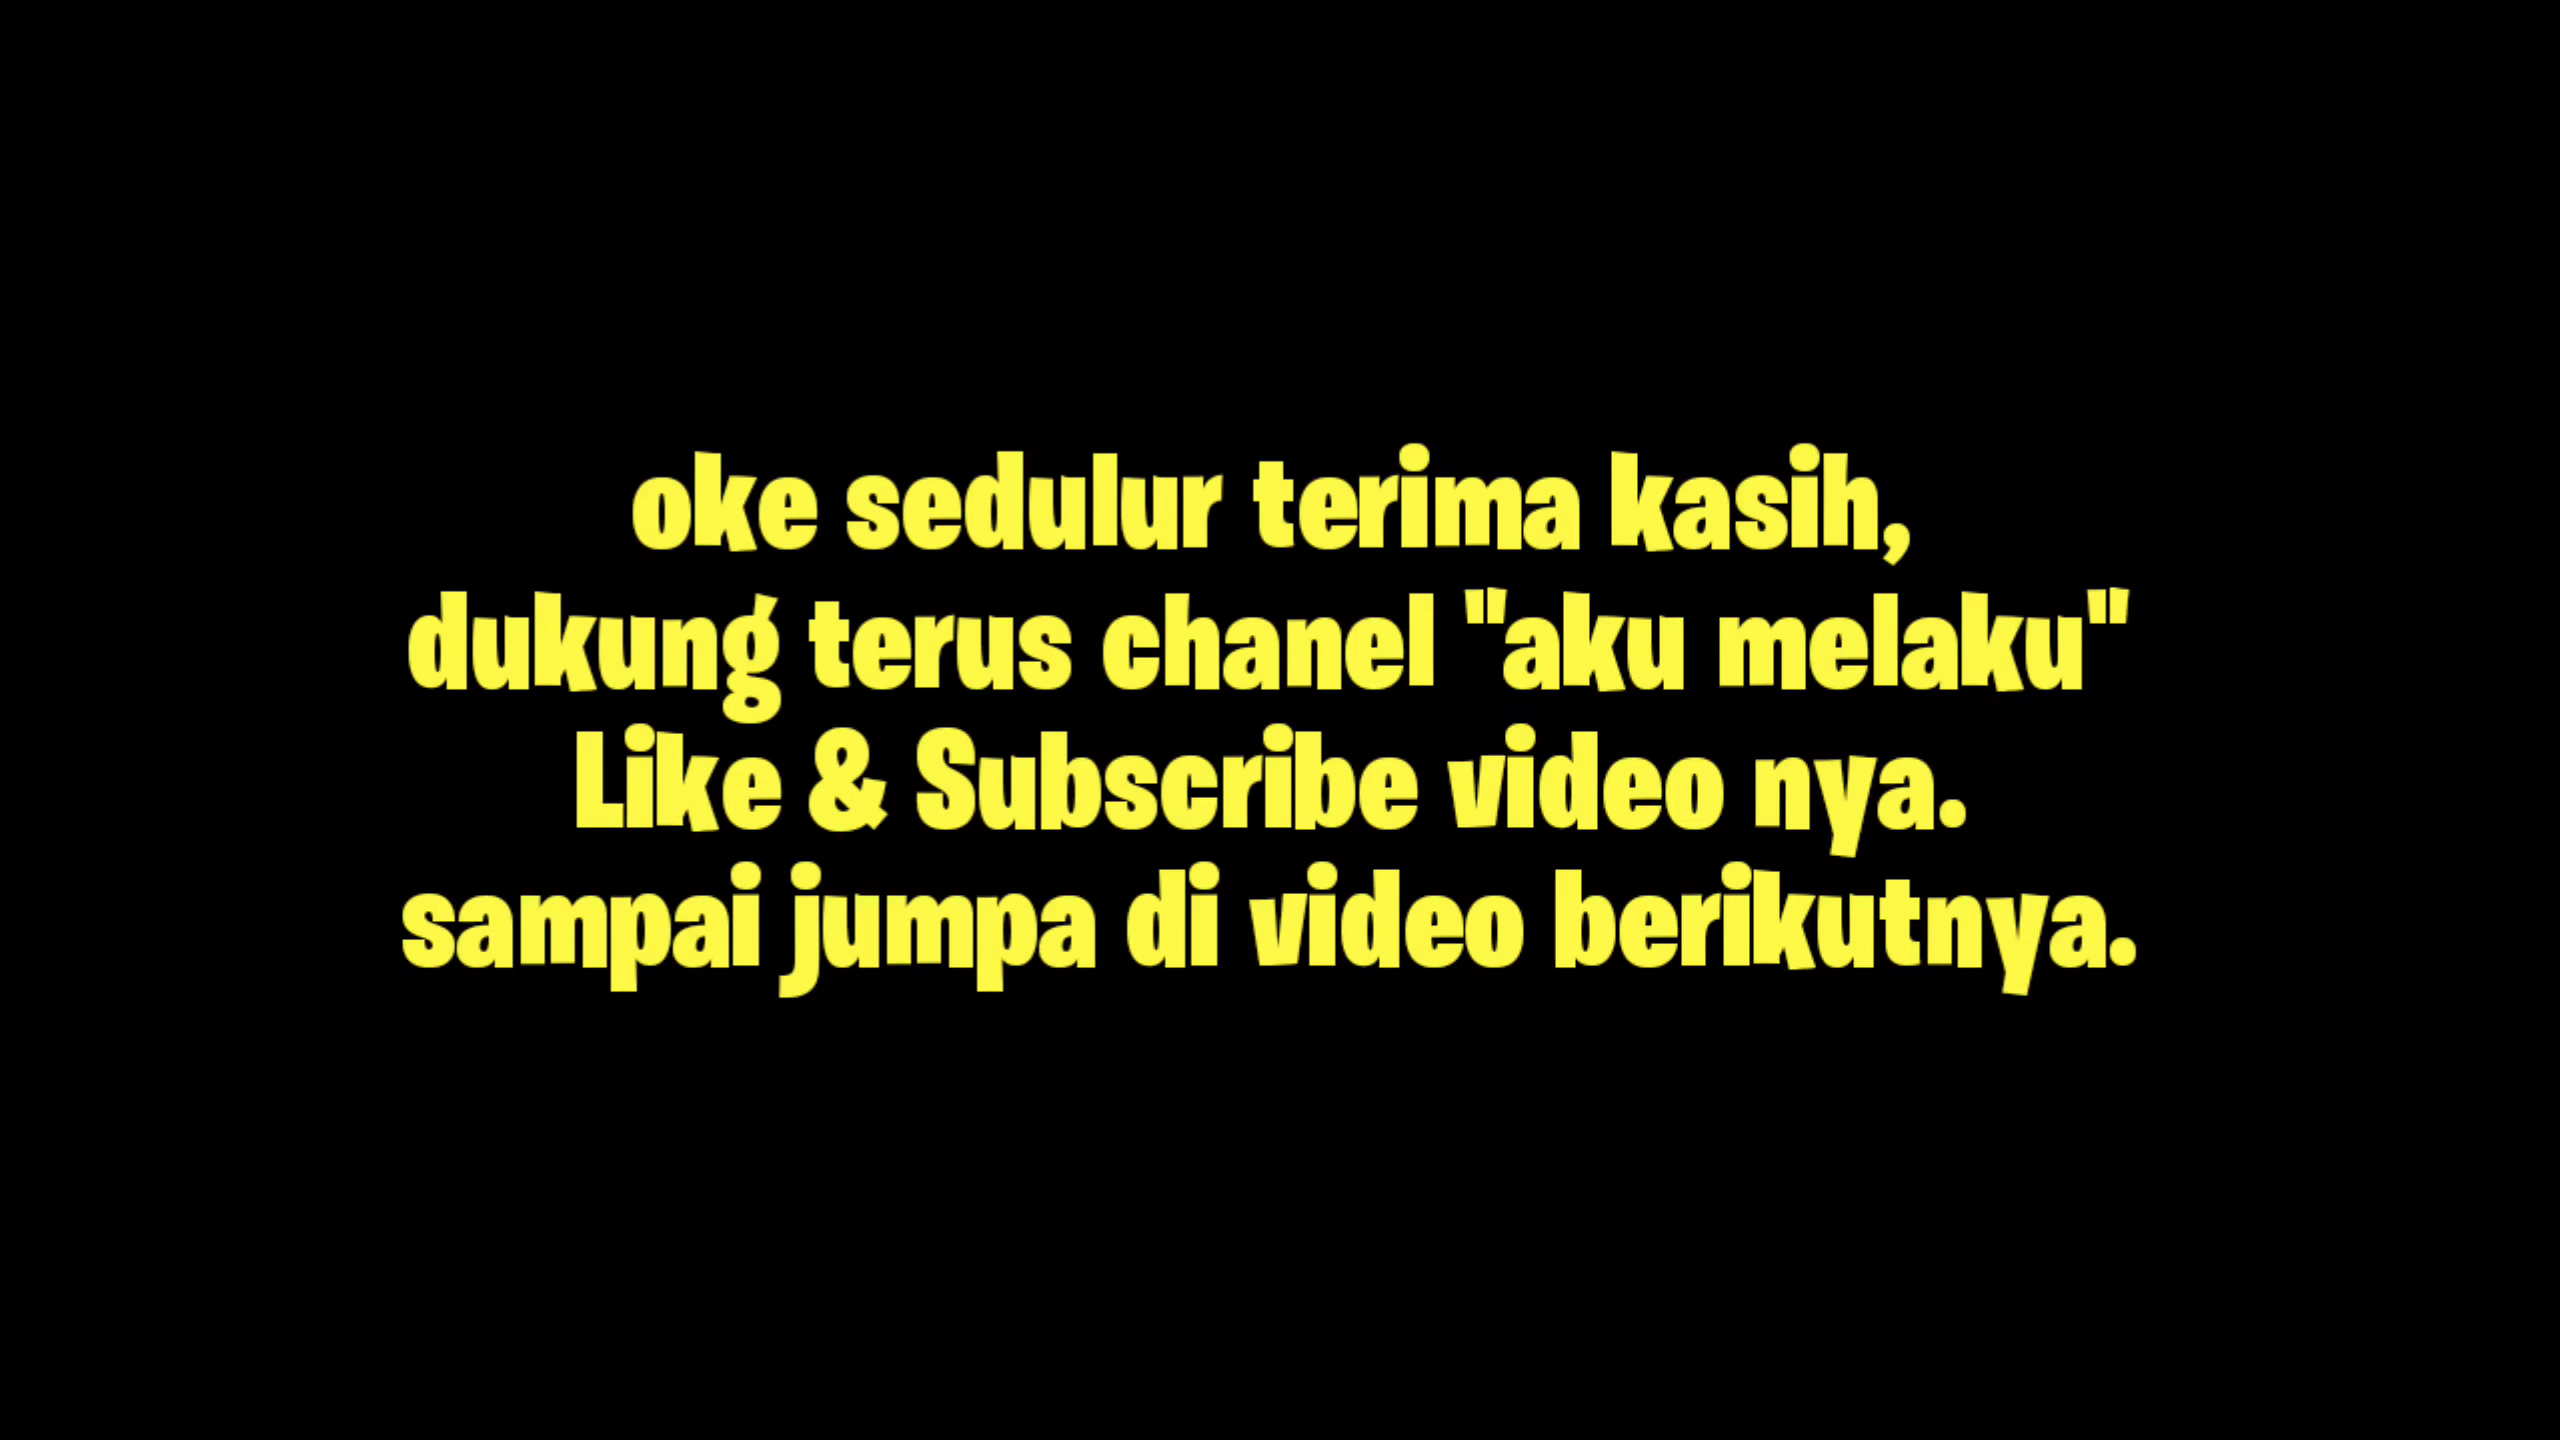 oke sedulur terima kasih,
dukung terus chanel "aku melaku"
Like & Subscribe video nya.
sampai jumpa di video berikutnya.